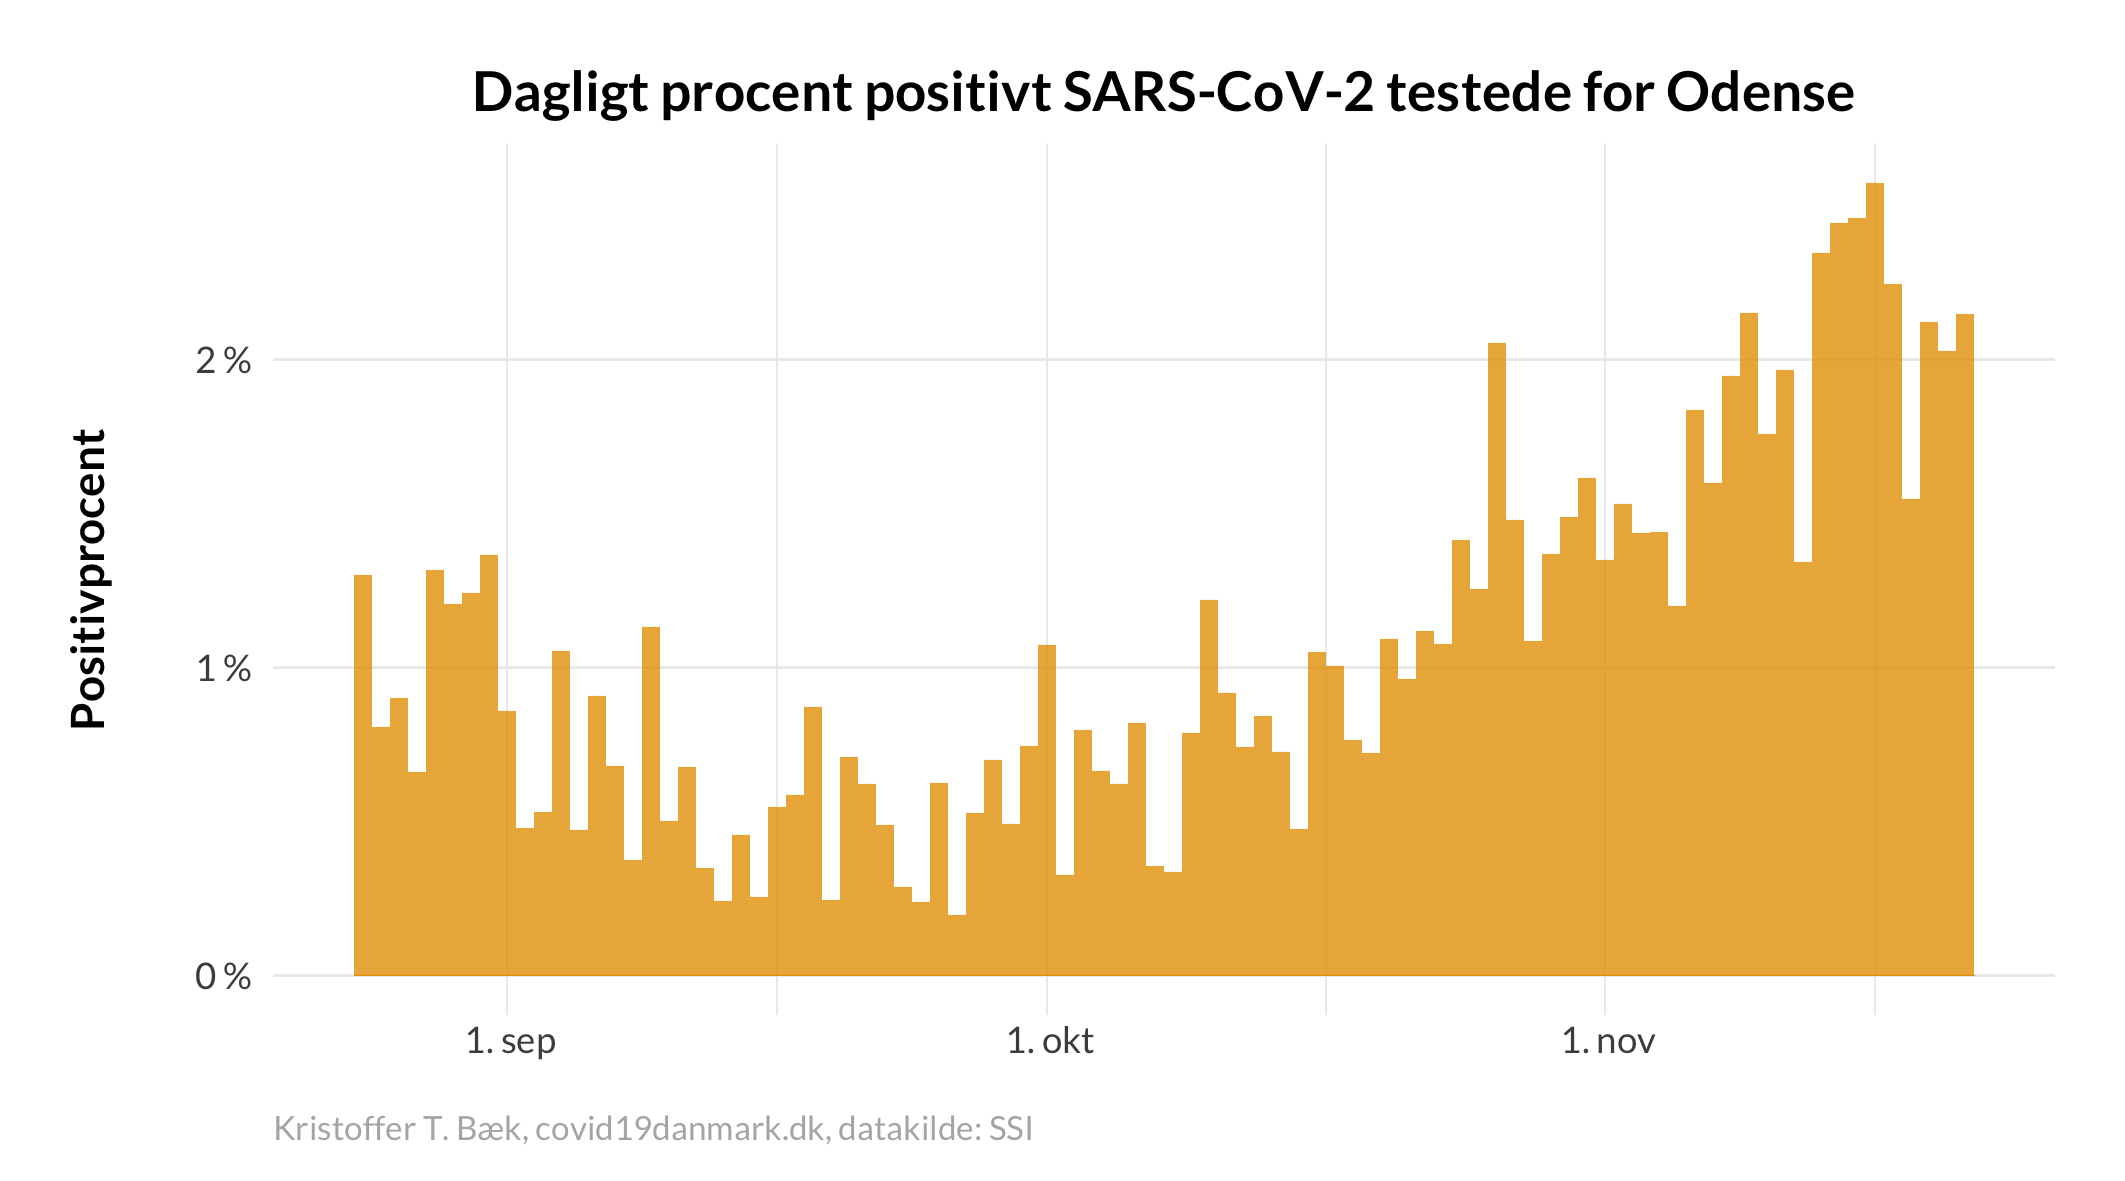 Dagligt procent positivt SARS-CoV-2 testede for Odense
Positivprocent
2 %
1 %
0 %
1. sep
1. okt
1. nov
Kristoffer T. Bæk, covid19danmark.dk, datakilde: SSI